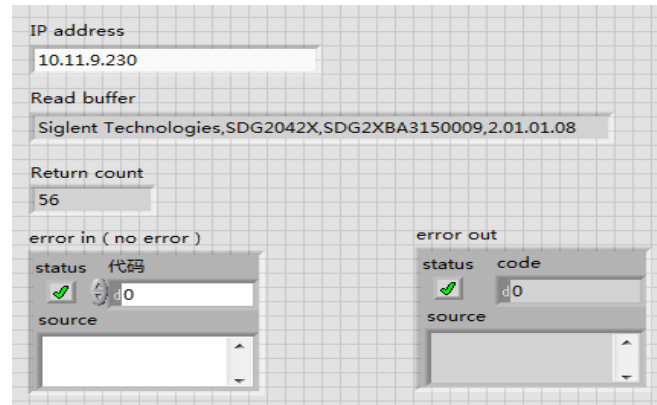 IP address
10.11.9.230
Read buffer
Siglent Technologies,SDG2042X,SDG2XBA3150009,2.01.01.08
Return count
56
error in ( no error )
status 代码
d 0
source
error out
status code
d 0
source